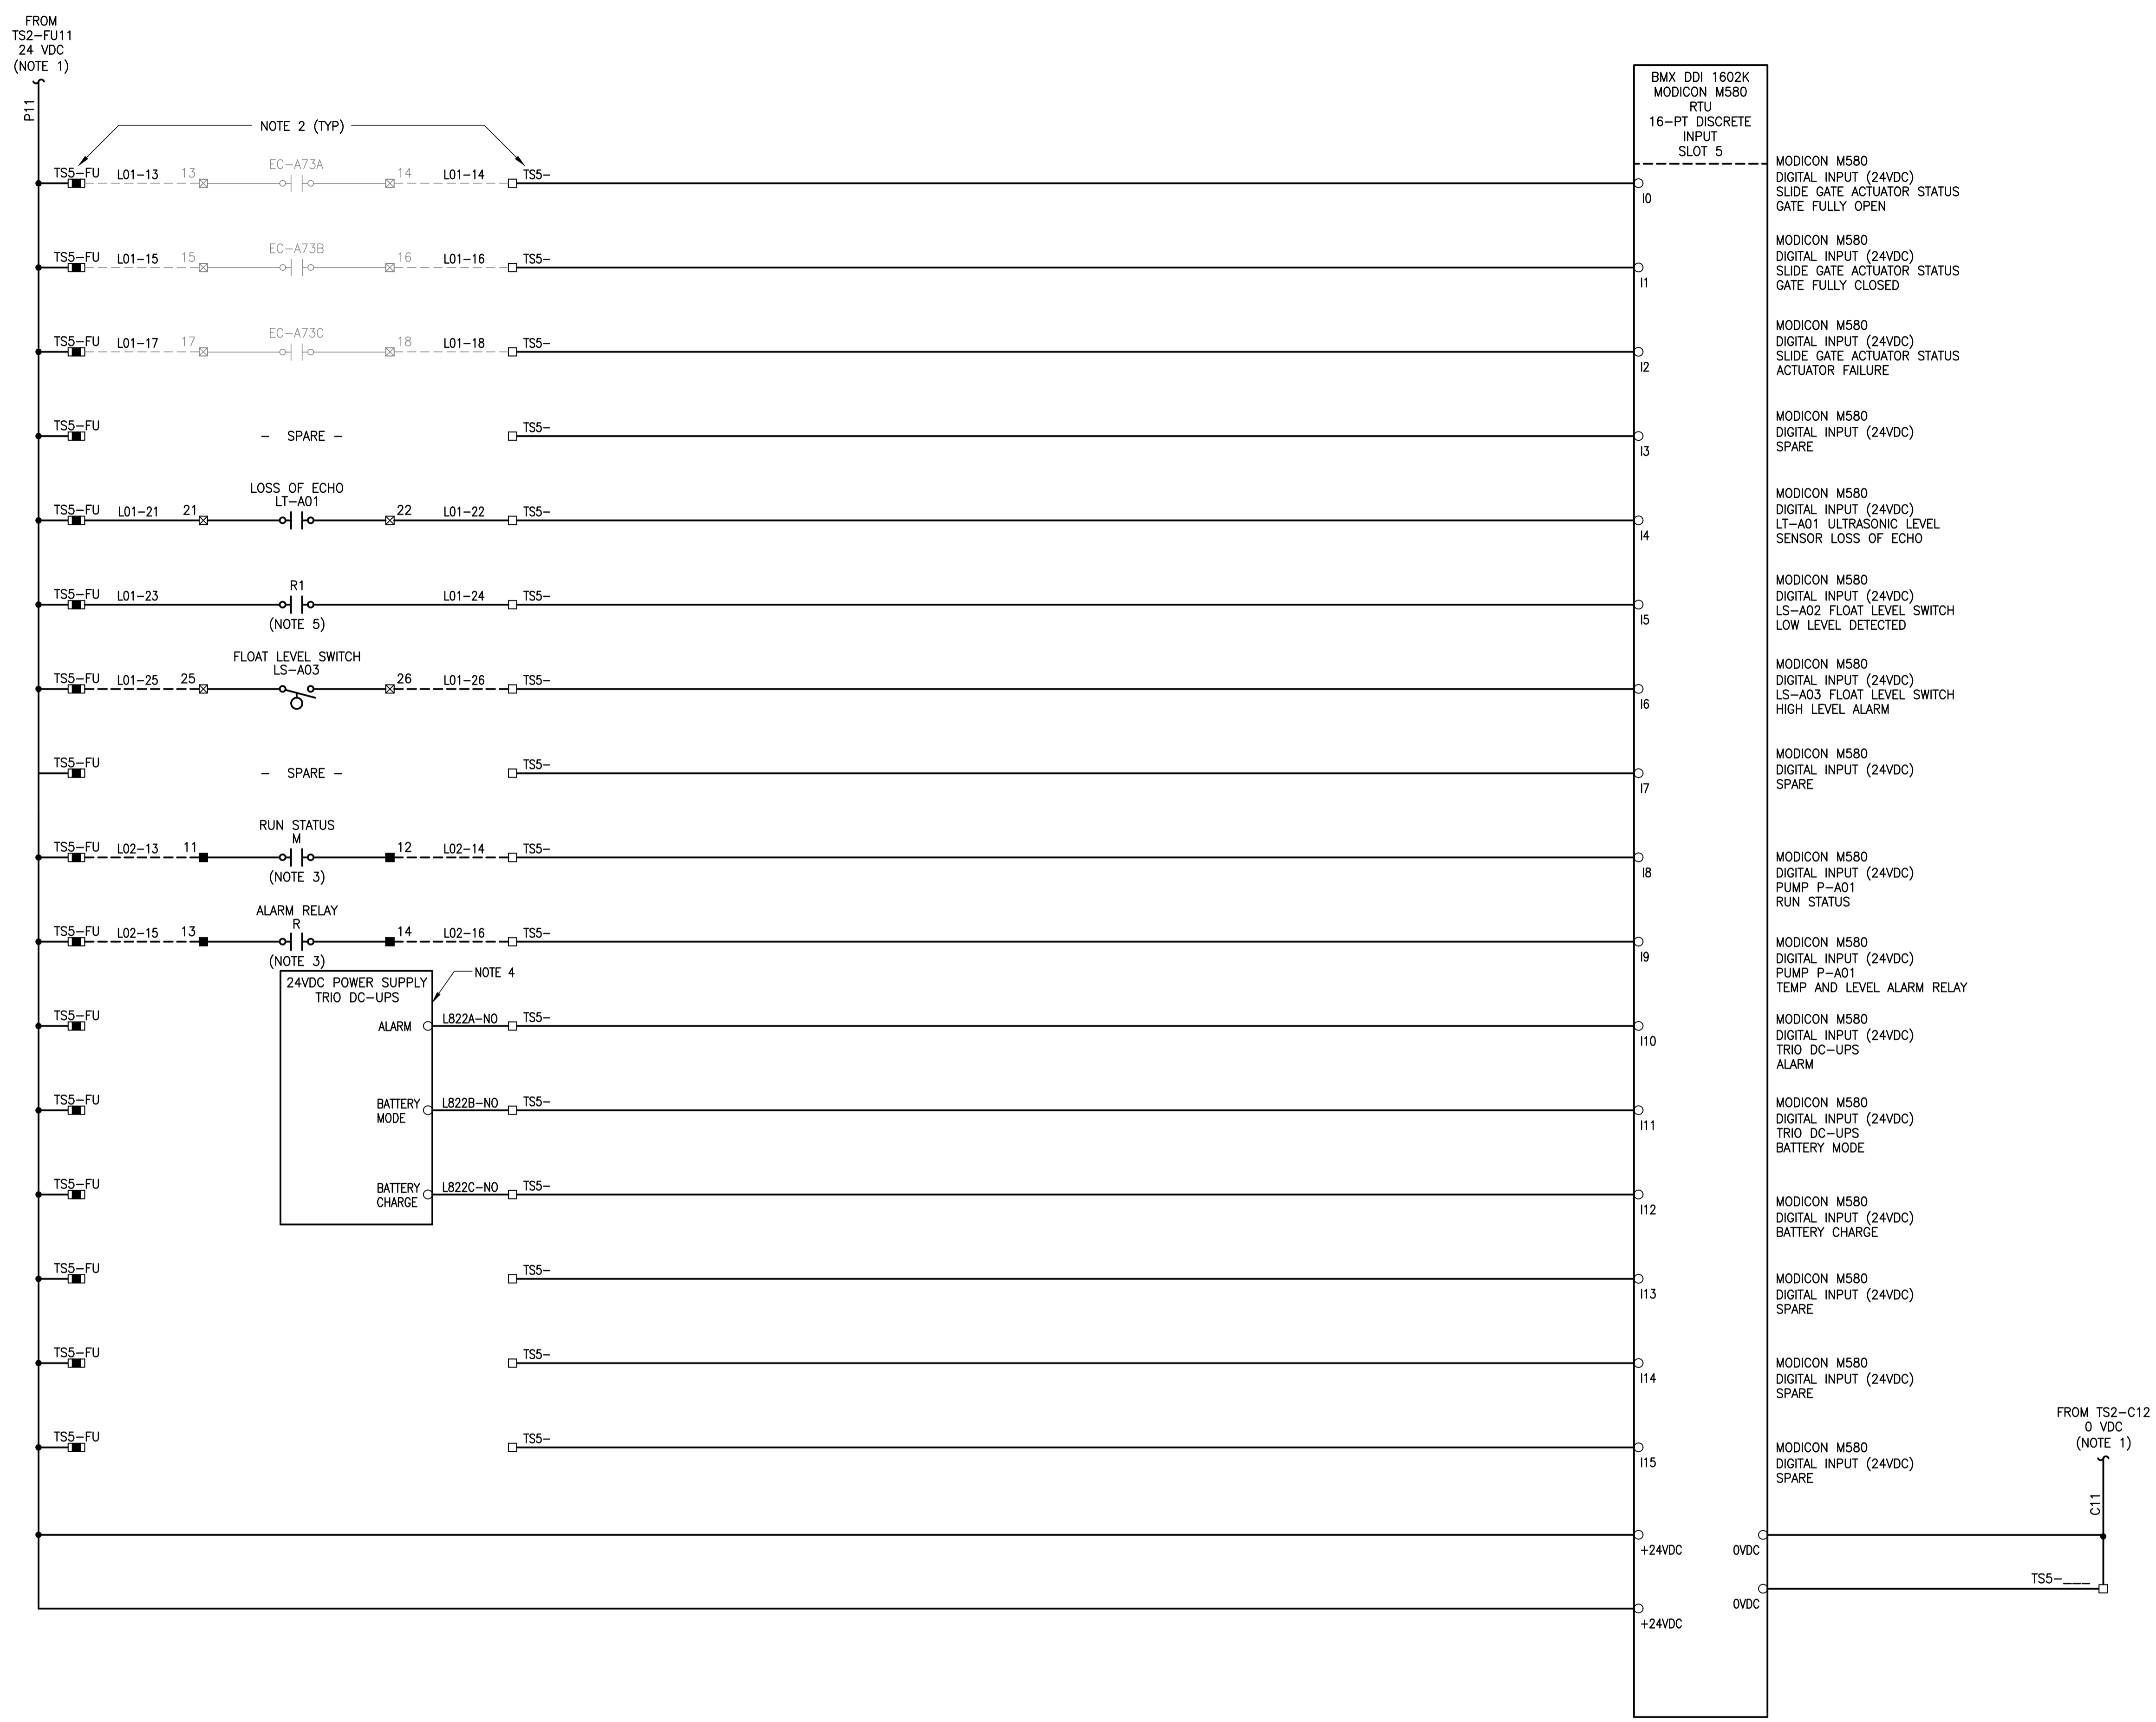 FROM
TS2-FU11
24 VDC
(NOTE 1)
P11
NOTE 2 (TYP)
BMX DDI 1602K
MODICON M580
RTU
16-PT DISCRETE
INPUT
SLOT 5
TS5-FU L01-13 13 EC-A73A 14 L01-14 TS5-
I0
MODICON M580
DIGITAL INPUT (24VDC)
SLIDE GATE ACTUATOR STATUS
GATE FULLY OPEN
TS5-FU L01-15 15 EC-A73B 16 L01-16 TS5-
I1
MODICON M580
DIGITAL INPUT (24VDC)
SLIDE GATE ACTUATOR STATUS
GATE FULLY CLOSED
TS5-FU L01-17 17 EC-A73C 18 L01-18 TS5-
I2
MODICON M580
DIGITAL INPUT (24VDC)
SLIDE GATE ACTUATOR STATUS
ACTUATOR FAILURE
TS5-FU - SPARE - TS5-
I3
MODICON M580
DIGITAL INPUT (24VDC)
SPARE
LOSS OF ECHO
LT-A01
TS5-FU L01-21 21 22 L01-22 TS5-
I4
MODICON M580
DIGITAL INPUT (24VDC)
LT-A01 ULTRASONIC LEVEL
SENSOR LOSS OF ECHO
R1
TS5-FU L01-23 L01-24 TS5-
(NOTE 5)
I5
MODICON M580
DIGITAL INPUT (24VDC)
LS-A02 FLOAT LEVEL SWITCH
LOW LEVEL DETECTED
FLOAT LEVEL SWITCH
LS-A03
TS5-FU L01-25 25 26 L01-26 TS5-
I6
MODICON M580
DIGITAL INPUT (24VDC)
LS-A03 FLOAT LEVEL SWITCH
HIGH LEVEL ALARM
TS5-FU - SPARE - TS5-
I7
MODICON M580
DIGITAL INPUT (24VDC)
SPARE
RUN STATUS
M
TS5-FU L02-13 11 12 L02-14 TS5-
(NOTE 3)
I8
MODICON M580
DIGITAL INPUT (24VDC)
PUMP P-A01
RUN STATUS
ALARM RELAY
R
TS5-FU L02-15 13 14 L02-16 TS5-
(NOTE 3)
I9
MODICON M580
DIGITAL INPUT (24VDC)
PUMP P-A01
TEMP AND LEVEL ALARM RELAY
24VDC POWER SUPPLY
TRIO DC-UPS
NOTE 4
TS5-FU ALARM L822A-NO TS5-
I10
MODICON M580
DIGITAL INPUT (24VDC)
TRIO DC-UPS
ALARM
TS5-FU BATTERY L822B-NO TS5-
MODE
I11
MODICON M580
DIGITAL INPUT (24VDC)
TRIO DC-UPS
BATTERY MODE
TS5-FU BATTERY L822C-NO TS5-
CHARGE
I12
MODICON M580
DIGITAL INPUT (24VDC)
BATTERY CHARGE
TS5-FU TS5-
I13
MODICON M580
DIGITAL INPUT (24VDC)
SPARE
TS5-FU TS5-
I14
MODICON M580
DIGITAL INPUT (24VDC)
SPARE
TS5-FU TS5-
I15
MODICON M580
DIGITAL INPUT (24VDC)
SPARE
FROM TS2-C12
0 VDC
(NOTE 1)
C11
+24VDC 0VDC
TS5-___
0VDC
+24VDC